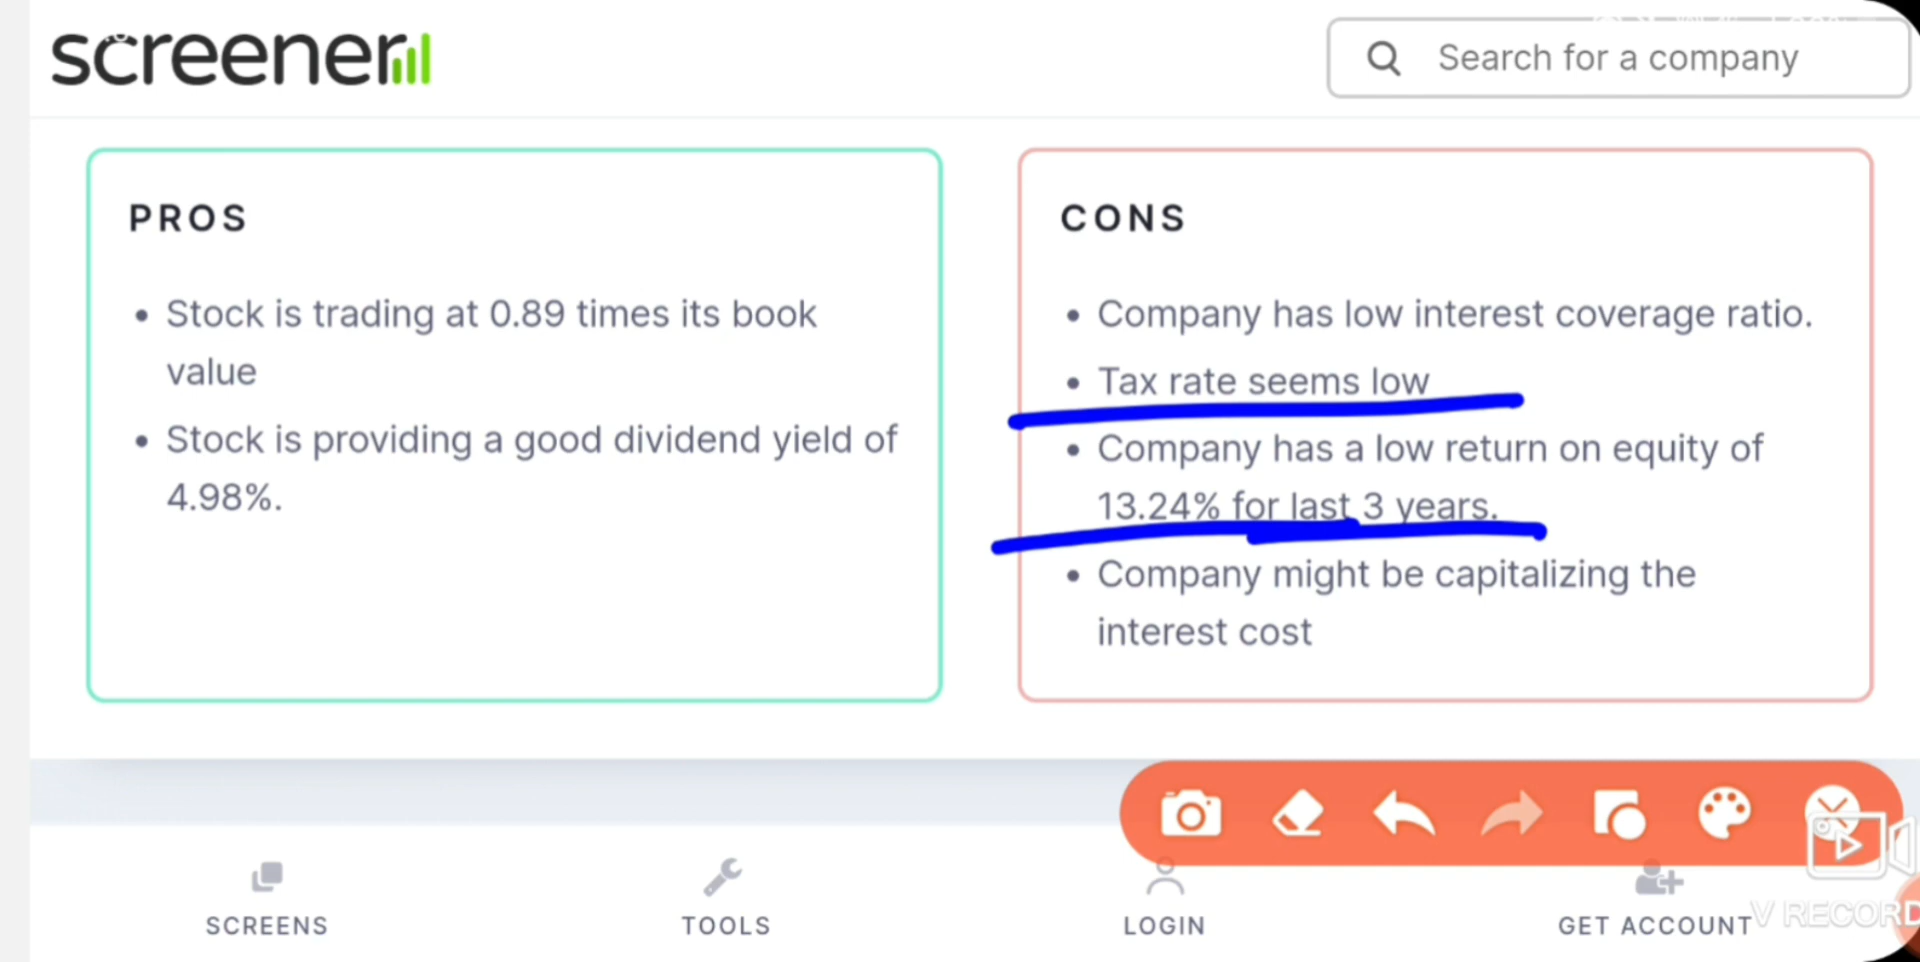 screener
Search for a company
PROS
Stock is trading at 0.89 times its book
value
Stock is providing a good dividend yield of
4.98%.
CONS
Company has low interest coverage ratio.
Tax rate seems low
Company has a low return on equity of
13.24% for last 3 years.
Company might be capitalizing the
interest cost
SCREENS
TOOLS
LOGIN
GET ACCOUNT
V RECORD